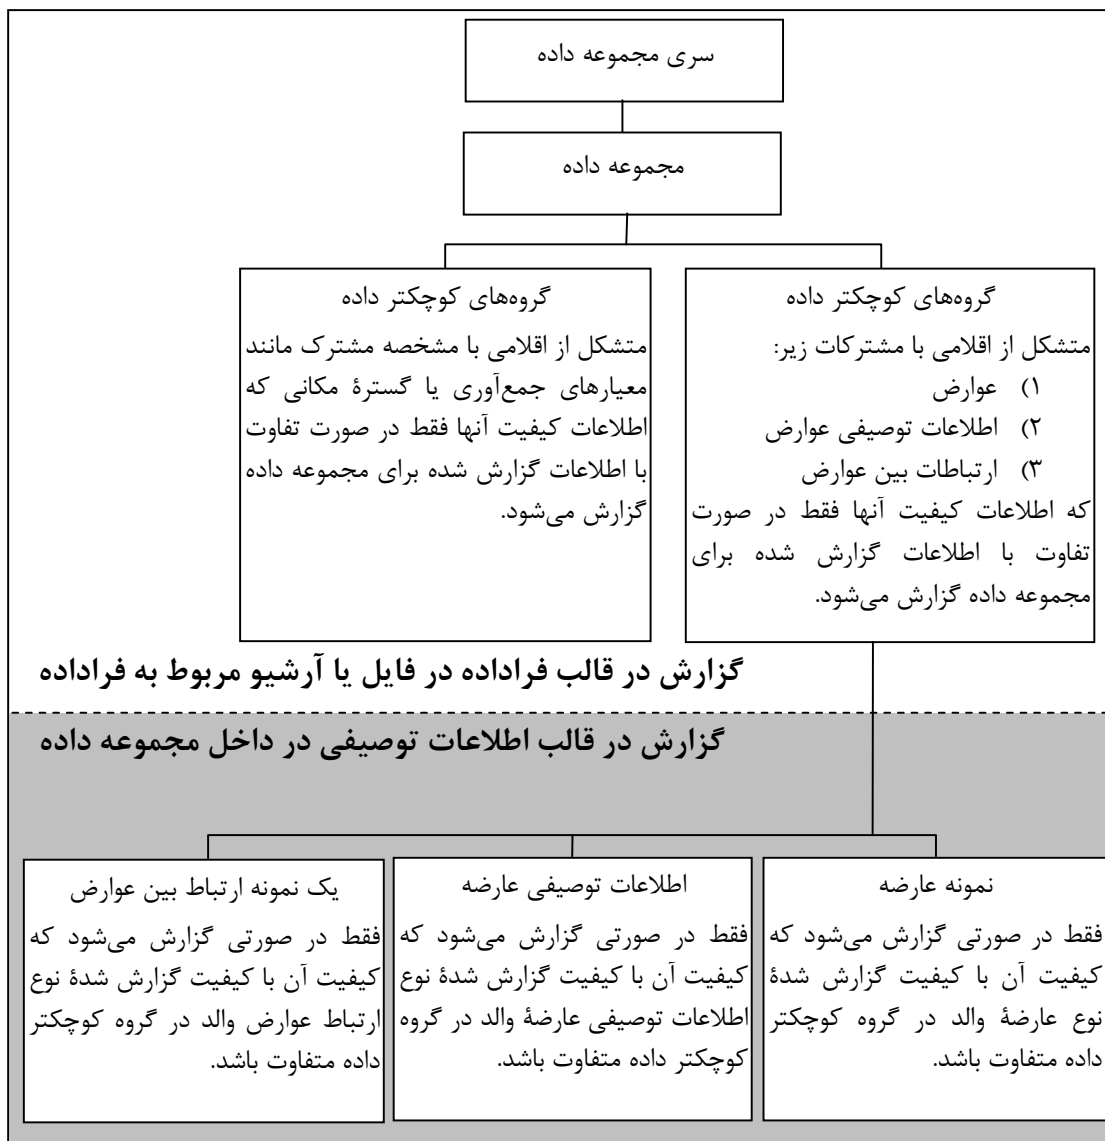 سری مجموعه داده
مجموعه داده
گروه‌های کوچکتر داده
متشکل از اقلامی با مشترکات زیر:
۱) عوارض
۲) اطلاعات توصیفی عوارض
۳) ارتباطات بین عوارض
که اطلاعات کیفیت آنها فقط در صورت
تفاوت با اطلاعات گزارش شده برای
مجموعه داده گزارش می‌شود.
گروه‌های کوچکتر داده
متشکل از اقلامی با مشخصه مشترک مانند
معیارهای جمع‌آوری یا گسترۀ مکانی که
اطلاعات کیفیت آنها فقط در صورت تفاوت
با اطلاعات گزارش شده برای مجموعه داده
گزارش می‌شود.
گزارش در قالب فراداده در فایل یا آرشیو مربوط به فراداده
گزارش در قالب اطلاعات توصیفی در داخل مجموعه داده
نمونه عارضه
فقط در صورتی گزارش می‌شود که
کیفیت آن با کیفیت گزارش شدۀ
نوع عارضۀ والد در گروه کوچکتر
داده متفاوت باشد.
اطلاعات توصیفی عارضه
فقط در صورتی گزارش می‌شود که
کیفیت آن با کیفیت گزارش شدۀ نوع
اطلاعات توصیفی عارضۀ والد در گروه
کوچکتر داده متفاوت باشد.
یک نمونه ارتباط بین عوارض
فقط در صورتی گزارش می‌شود که
کیفیت آن با کیفیت گزارش شدۀ نوع
ارتباط عوارض والد در گروه کوچکتر
داده متفاوت باشد.